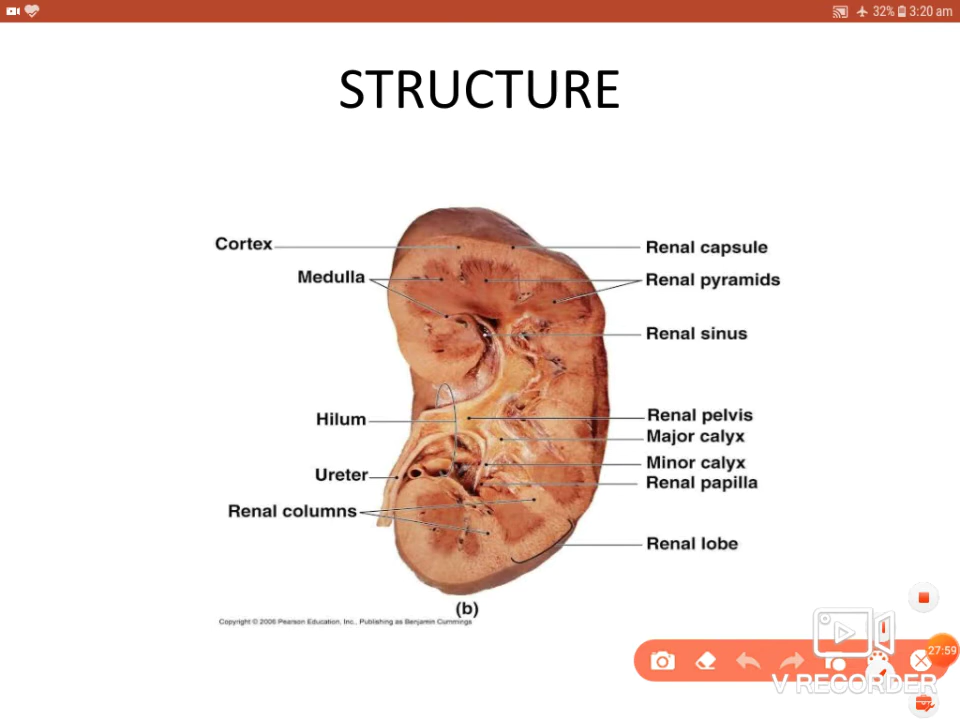 32% 3:20 am
STRUCTURE
Cortex
Renal capsule
Medulla
Renal pyramids
Renal sinus
Hilum
Renal pelvis
Major calyx
Minor calyx
Ureter
Renal papilla
Renal columns
Renal lobe
(b)
Copyright © 2006 Pearson Education, Inc., Publishing as Benjamin Cummings
27:59
V RECORDER